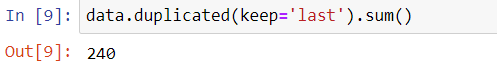 In [9]: data.duplicated(keep='last').sum()
Out[9]: 240